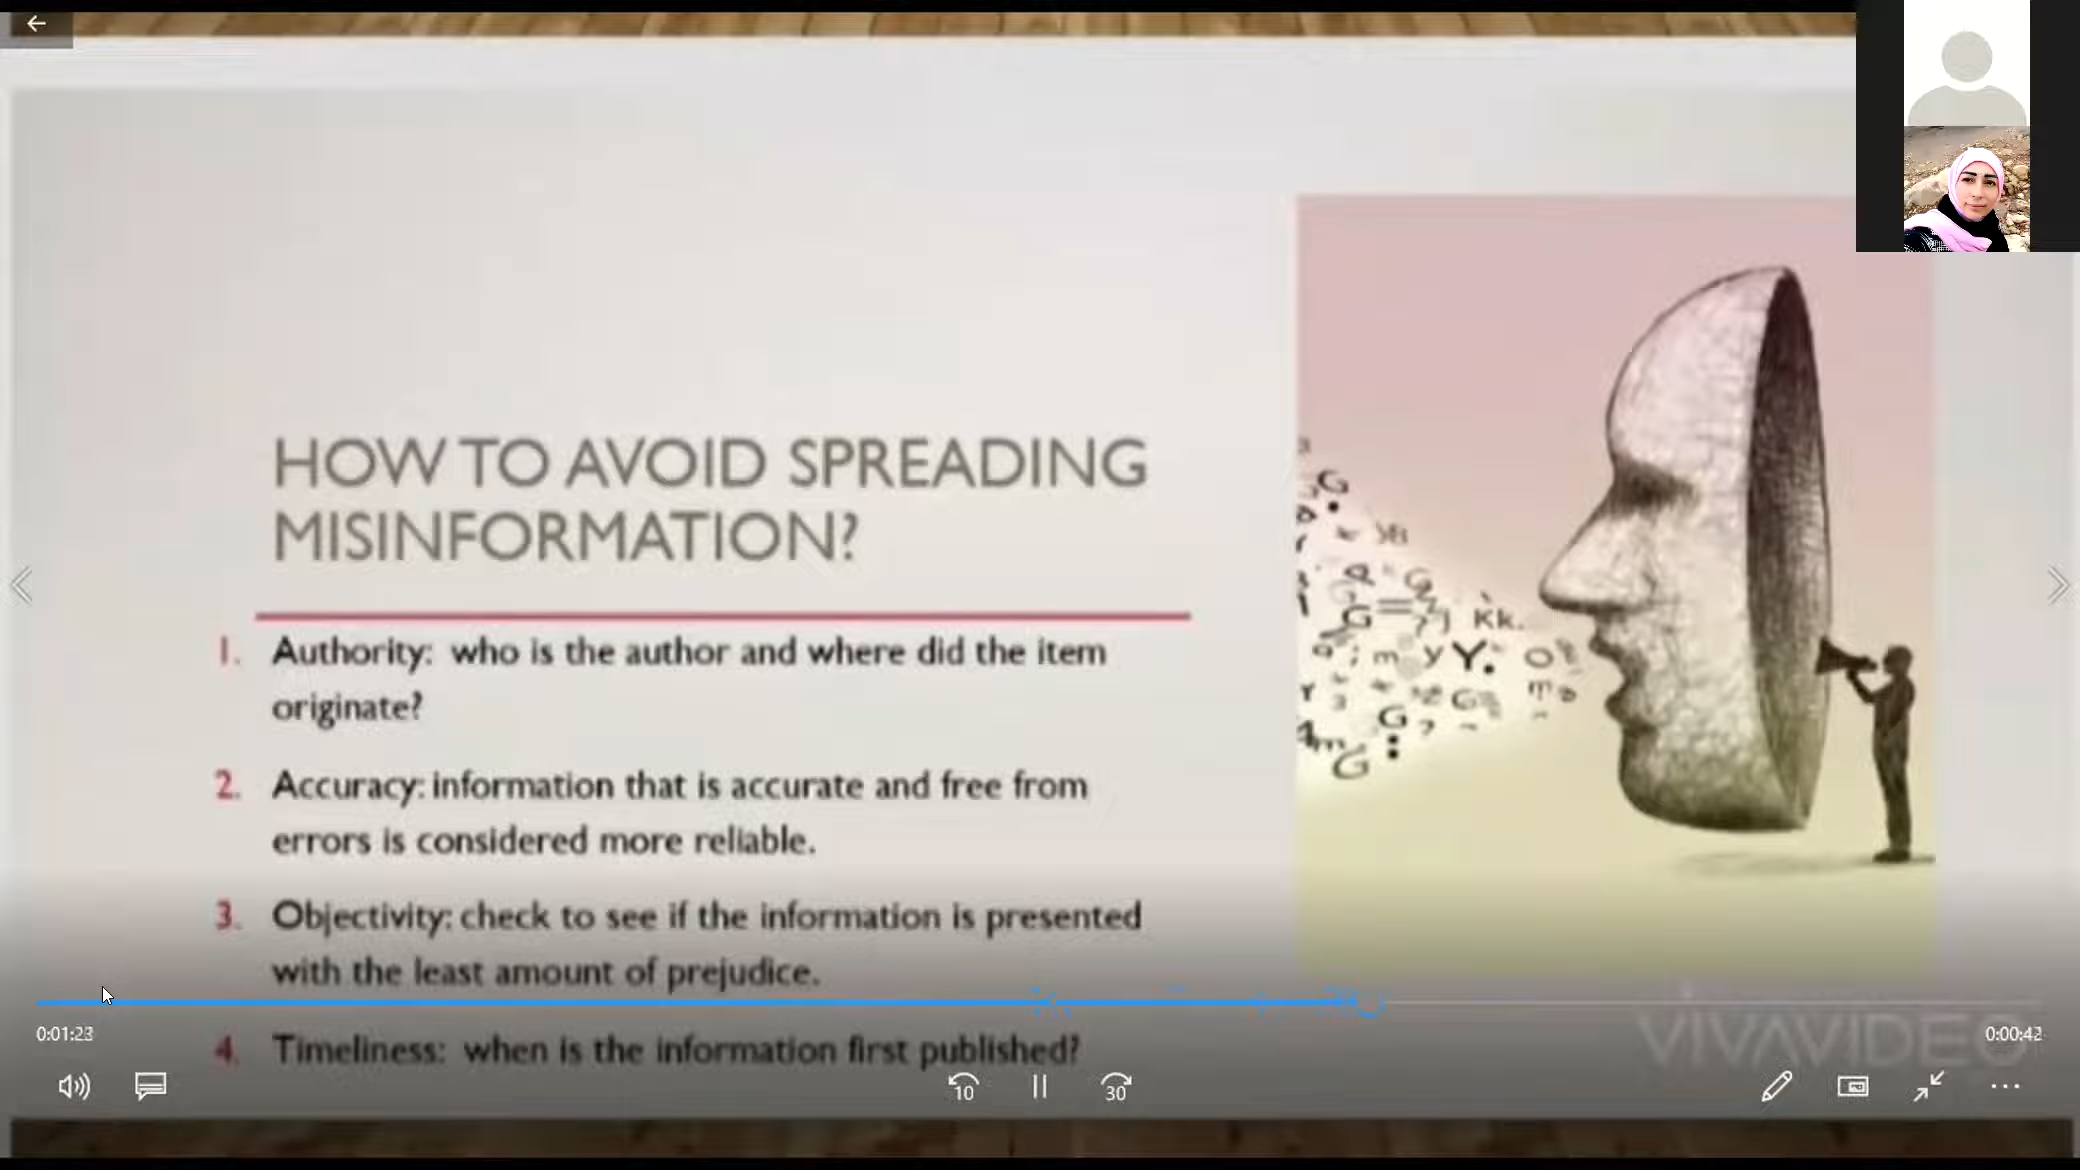 HOW TO AVOID SPREADING
MISINFORMATION?
1. Authority: who is the author and where did the item
originate?
2. Accuracy: information that is accurate and free from
errors is considered more reliable.
3. Objectivity: check to see if the information is presented
with the least amount of prejudice.
4. Timeliness: when is the information first published?
VIVAVIDEO
0:01:23
0:00:42
10
30